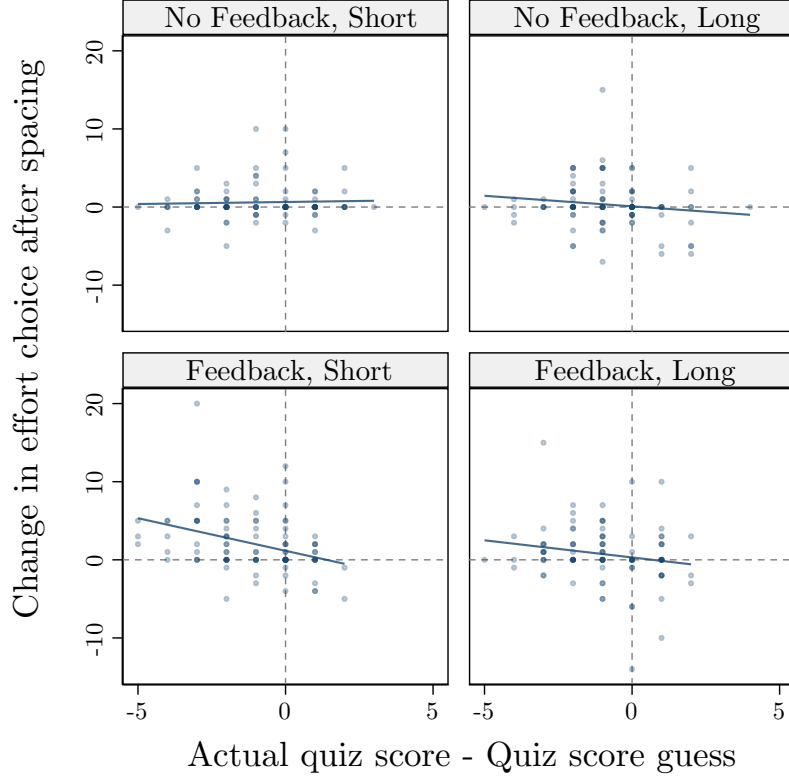 No Feedback, Short
No Feedback, Long
20
10
0
-10
Feedback, Short
Feedback, Long
20
10
0
-10
-5
0
5
-5
0
5
Change in effort choice after spacing
Actual quiz score - Quiz score guess